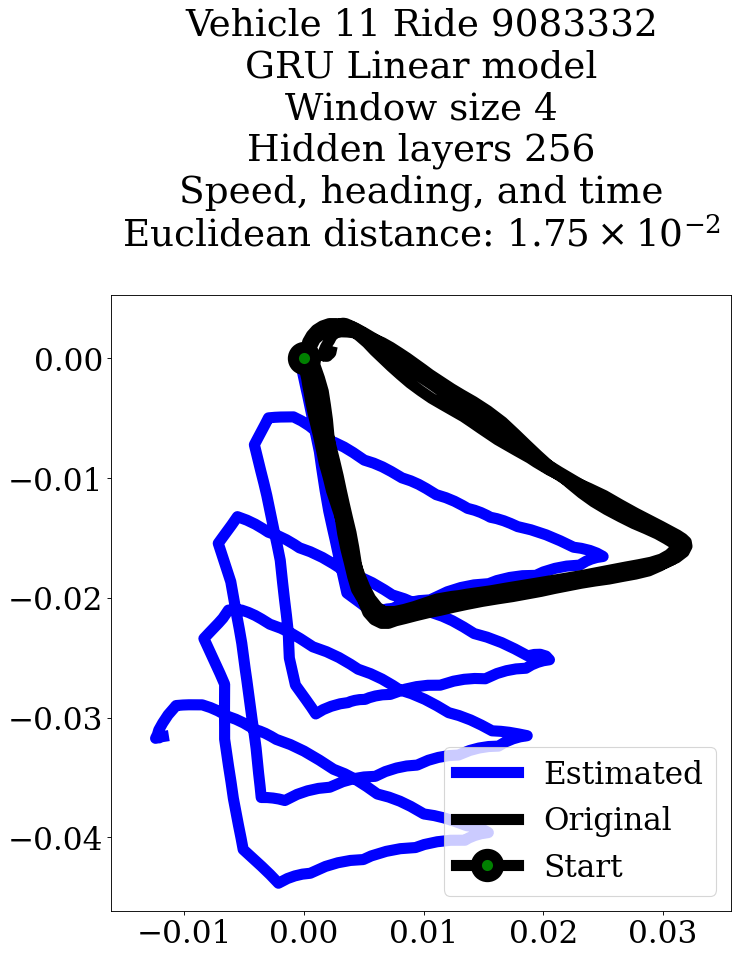 Vehicle 11 Ride 9083332
GRU Linear model
Window size 4
Hidden layers 256
Speed, heading, and time
Euclidean distance: $1.75 \times 10^{-2}$
0.00
−0.01
−0.02
−0.03
−0.04
Estimated
Original
Start
−0.01 0.00 0.01 0.02 0.03